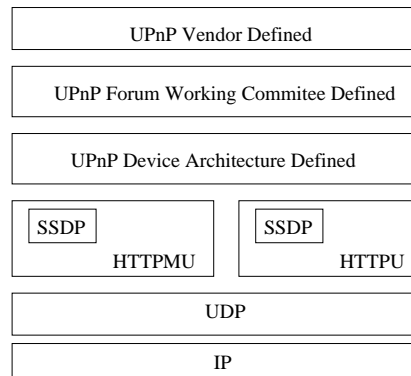 UPnP Vendor Defined
UPnP Forum Working Commitee Defined
UPnP Device Architecture Defined
SSDP
HTTPMU
SSDP
HTTPU
UDP
IP